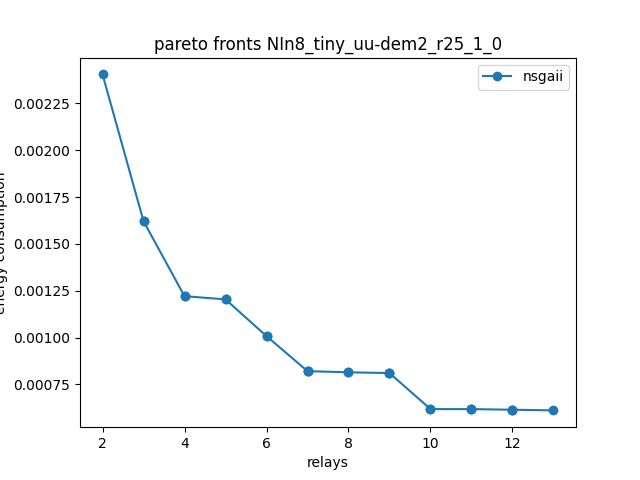 pareto fronts NIn8_tiny_uu-dem2_r25_1_0
nsgaii
0.00225
0.00200
0.00175
0.00150
0.00125
0.00100
0.00075
energy consumption
2 4 6 8 10 12
relays